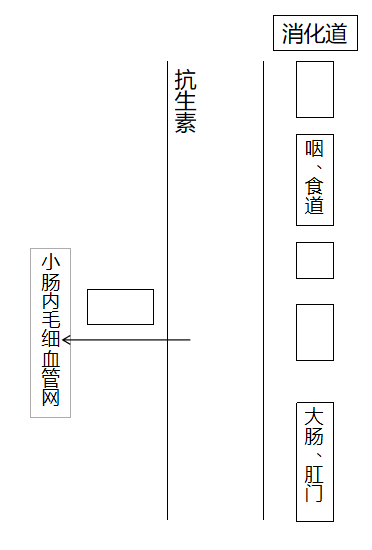 消化道
抗生素
咽、食道
小肠内毛细血管网
大肠、肛门